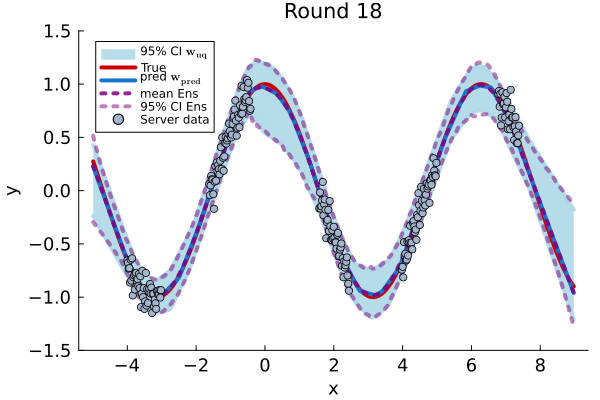 Round 18
1.5
1.0
0.5
0.0
−0.5
−1.0
−1.5
y
95% CI w_uq
True
pred w_pred
mean Ens
95% CI Ens
Server data
−4 −2 0 2 4 6 8
x